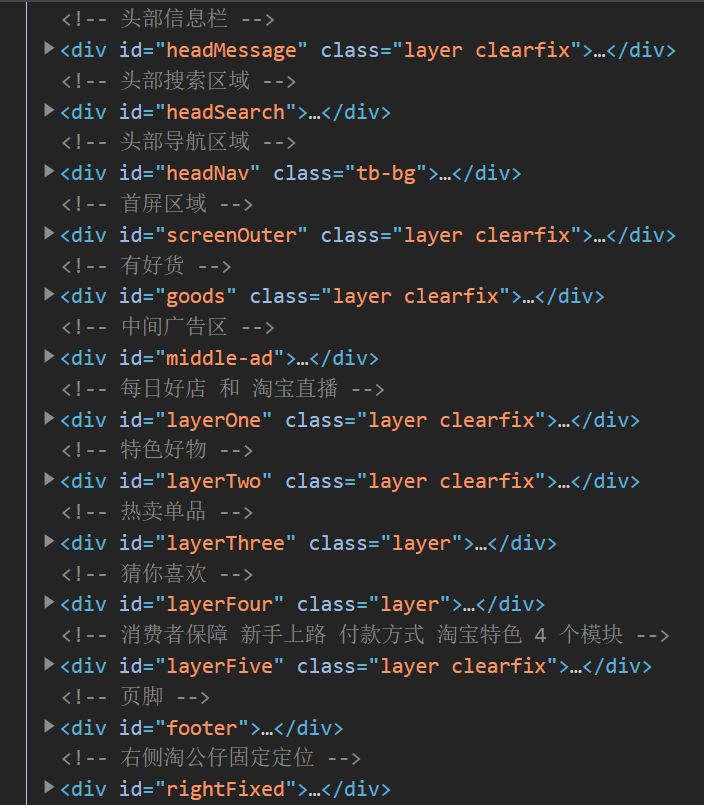 <!-- 头部信息栏 -->
<div id="headMessage" class="layer clearfix">…</div>
<!-- 头部搜索区域 -->
<div id="headSearch">…</div>
<!-- 头部导航区域 -->
<div id="headNav" class="tb-bg">…</div>
<!-- 首屏区域 -->
<div id="screenOuter" class="layer clearfix">…</div>
<!-- 有好货 -->
<div id="goods" class="layer clearfix">…</div>
<!-- 中间广告区 -->
<div id="middle-ad">…</div>
<!-- 每日好店 和 淘宝直播 -->
<div id="layerOne" class="layer clearfix">…</div>
<!-- 特色好物 -->
<div id="layerTwo" class="layer clearfix">…</div>
<!-- 热卖单品 -->
<div id="layerThree" class="layer">…</div>
<!-- 猜你喜欢 -->
<div id="layerFour" class="layer">…</div>
<!-- 消费者保障 新手上路 付款方式 淘宝特色 4 个模块 -->
<div id="layerFive" class="layer clearfix">…</div>
<!-- 页脚 -->
<div id="footer">…</div>
<!-- 右侧淘公仔固定定位 -->
<div id="rightFixed">…</div>